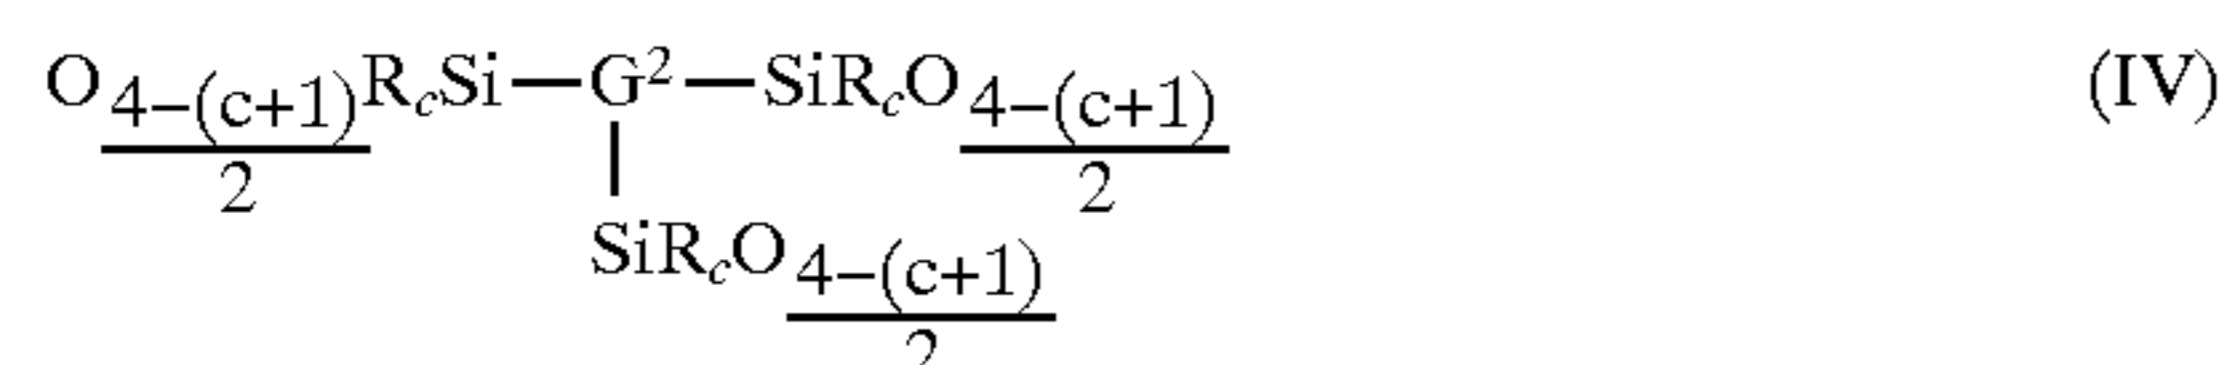 O 4–(c+1)/2 RcSi—G²—SiRcO 4–(c+1)/2 (IV)
SiRcO 4–(c+1)/2